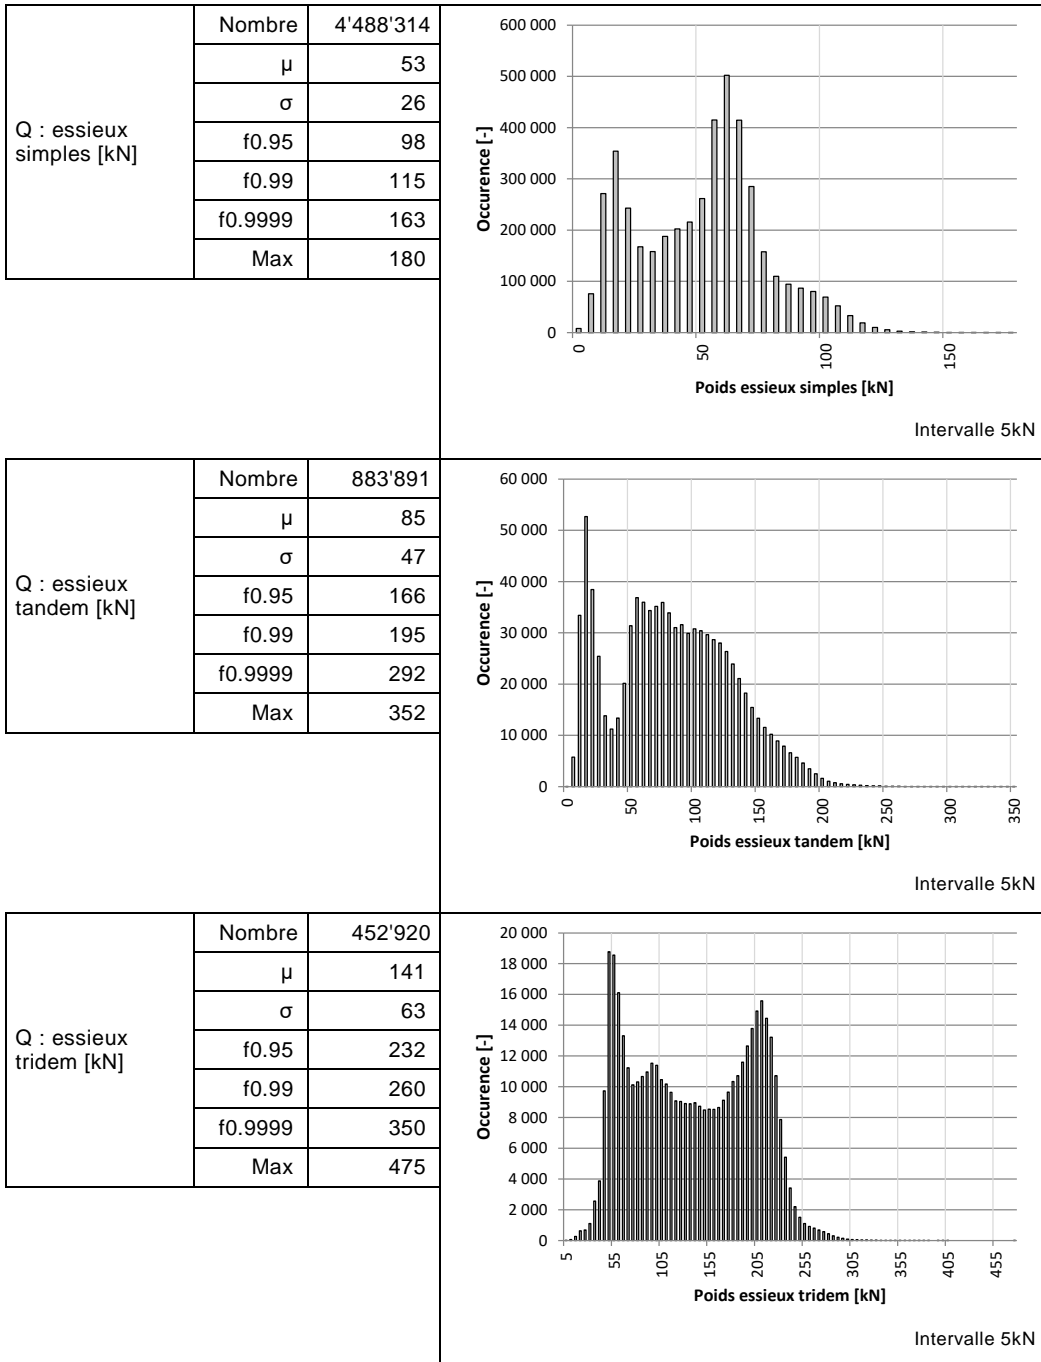 Q : essieux
simples [kN]
Nombre 4'488'314
μ 53
σ 26
f0.95 98
f0.99 115
f0.9999 163
Max 180
600 000
500 000
400 000
300 000
200 000
100 000
0
Occurence [-]
0 50 100 150
Poids essieux simples [kN]
Intervalle 5kN
Q : essieux
tandem [kN]
Nombre 883'891
μ 85
σ 47
f0.95 166
f0.99 195
f0.9999 292
Max 352
60 000
50 000
40 000
30 000
20 000
10 000
0
Occurence [-]
0 50 100 150 200 250 300 350
Poids essieux tandem [kN]
Intervalle 5kN
Q : essieux
tridem [kN]
Nombre 452'920
μ 141
σ 63
f0.95 232
f0.99 260
f0.9999 350
Max 475
20 000
18 000
16 000
14 000
12 000
10 000
8 000
6 000
4 000
2 000
0
Occurence [-]
5 55 105 155 205 255 305 355 405 455
Poids essieux tridem [kN]
Intervalle 5kN